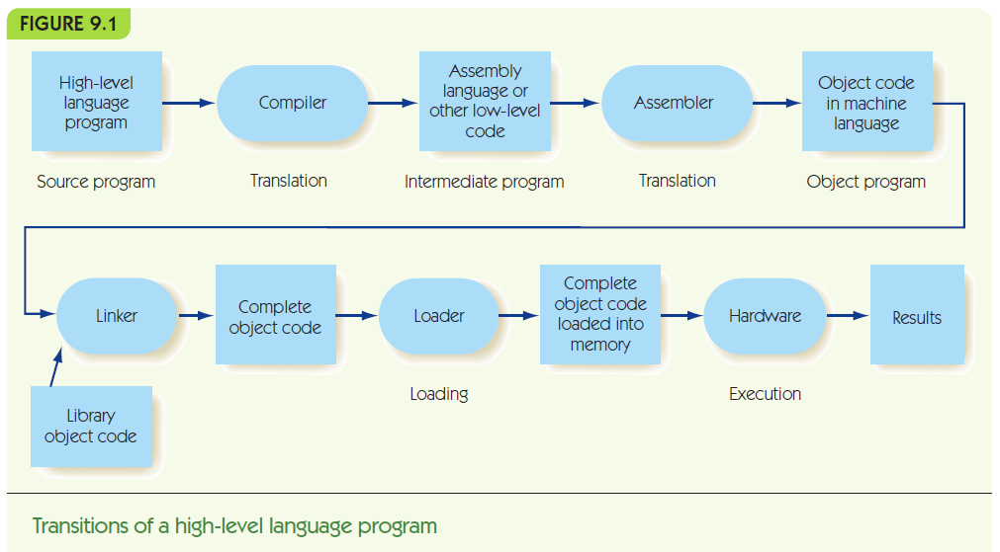 FIGURE 9.1
High-level
language
program
Compiler
Assembly
language or
other low-level
code
Assembler
Object code
in machine
language
Source program
Translation
Intermediate program
Translation
Object program
Linker
Complete
object code
Loader
Complete
object code
loaded into
memory
Hardware
Results
Loading
Execution
Library
object code
Transitions of a high-level language program